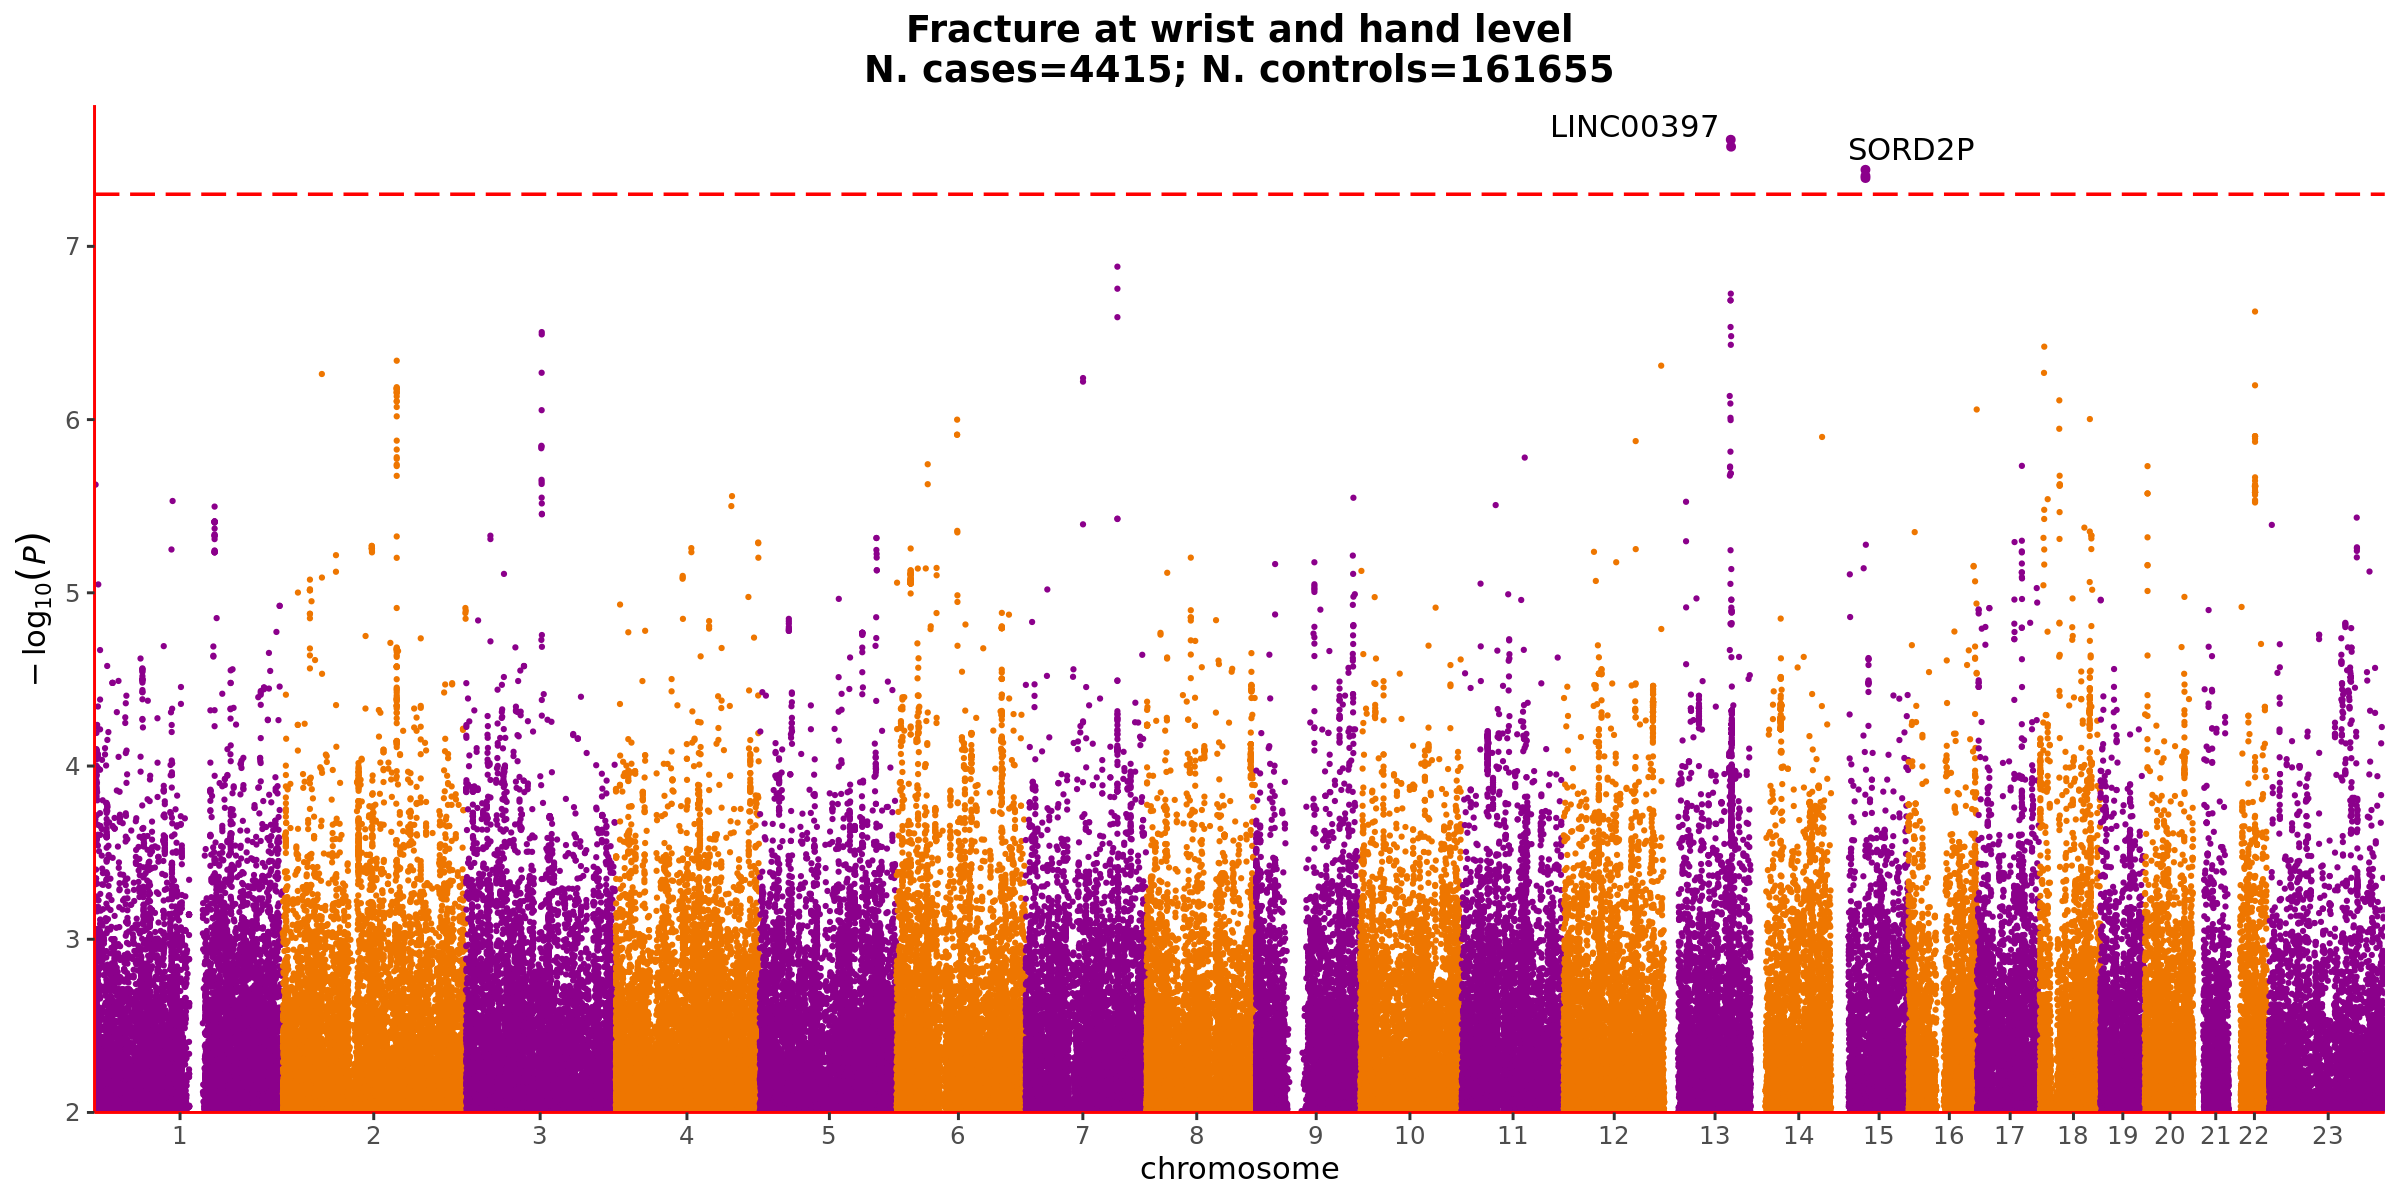 Fracture at wrist and hand level
N. cases=4415; N. controls=161655
LINC00397
SORD2P
7
6
5
4
3
2
−log10(P)
1 2 3 4 5 6 7 8 9 10 11 12 13 14 15 16 17 18 19 20 21 22 23
chromosome